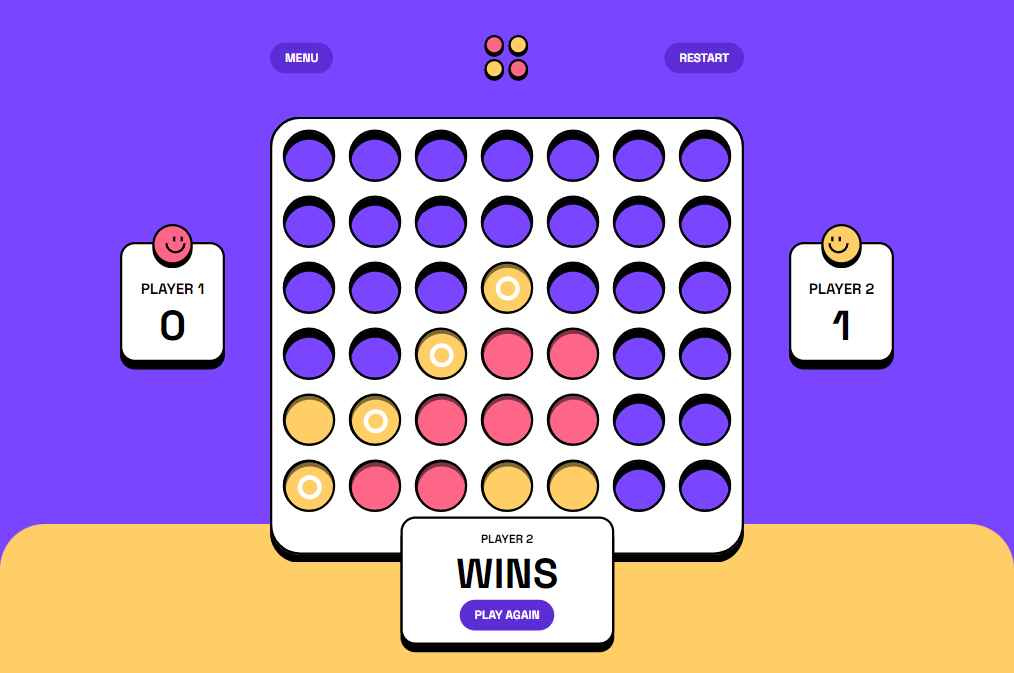 MENU
RESTART
PLAYER 1
0
PLAYER 2
1
PLAYER 2
WINS
PLAY AGAIN